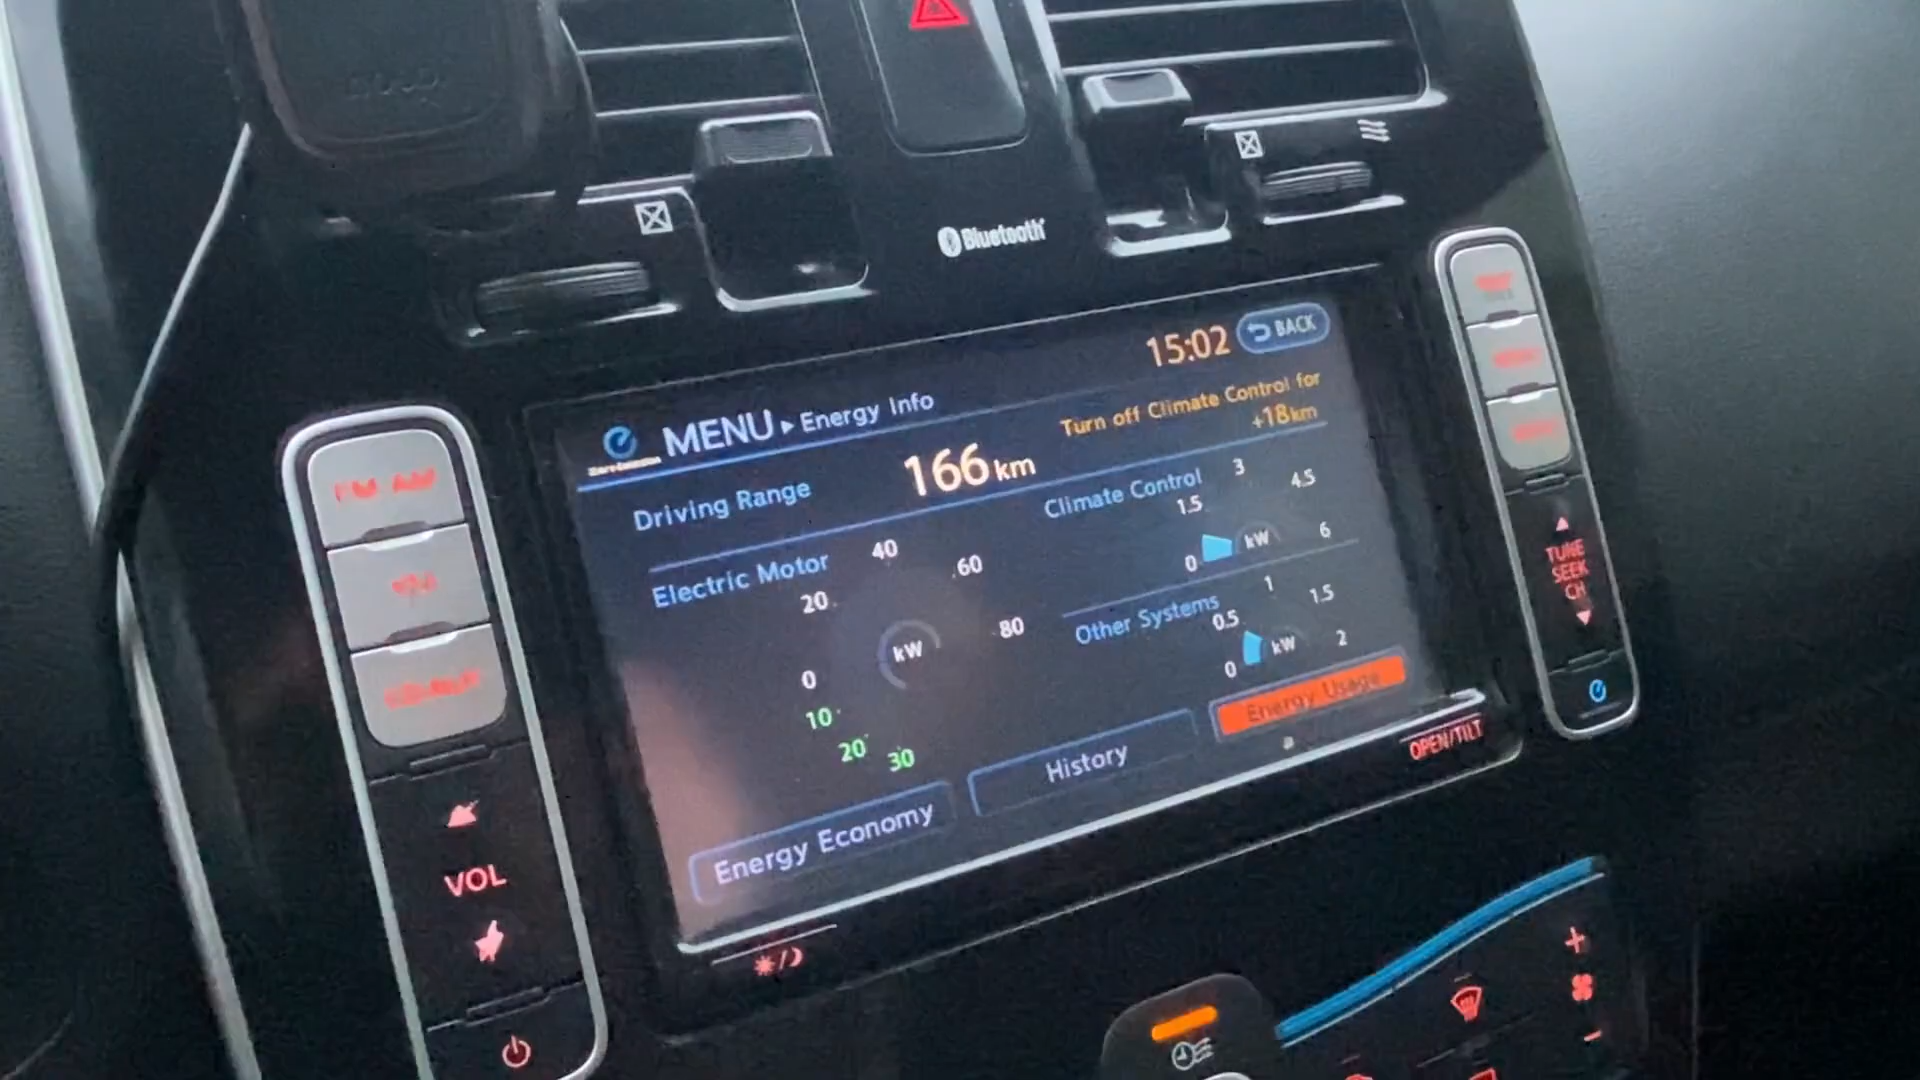 Bluetooth
15:02
BACK
MENU ▸ Energy Info
Turn off Climate Control for
+18km
Driving Range
166 km
Electric Motor
0
20
40
60
80
10
20
30
kW
Climate Control
0
1.5
3
4.5
6
kW
Other Systems
0
0.5
1
1.5
2
kW
Energy Economy
History
Energy Usage
OPEN/TILT
VOL
TUNE
SEEK
CH